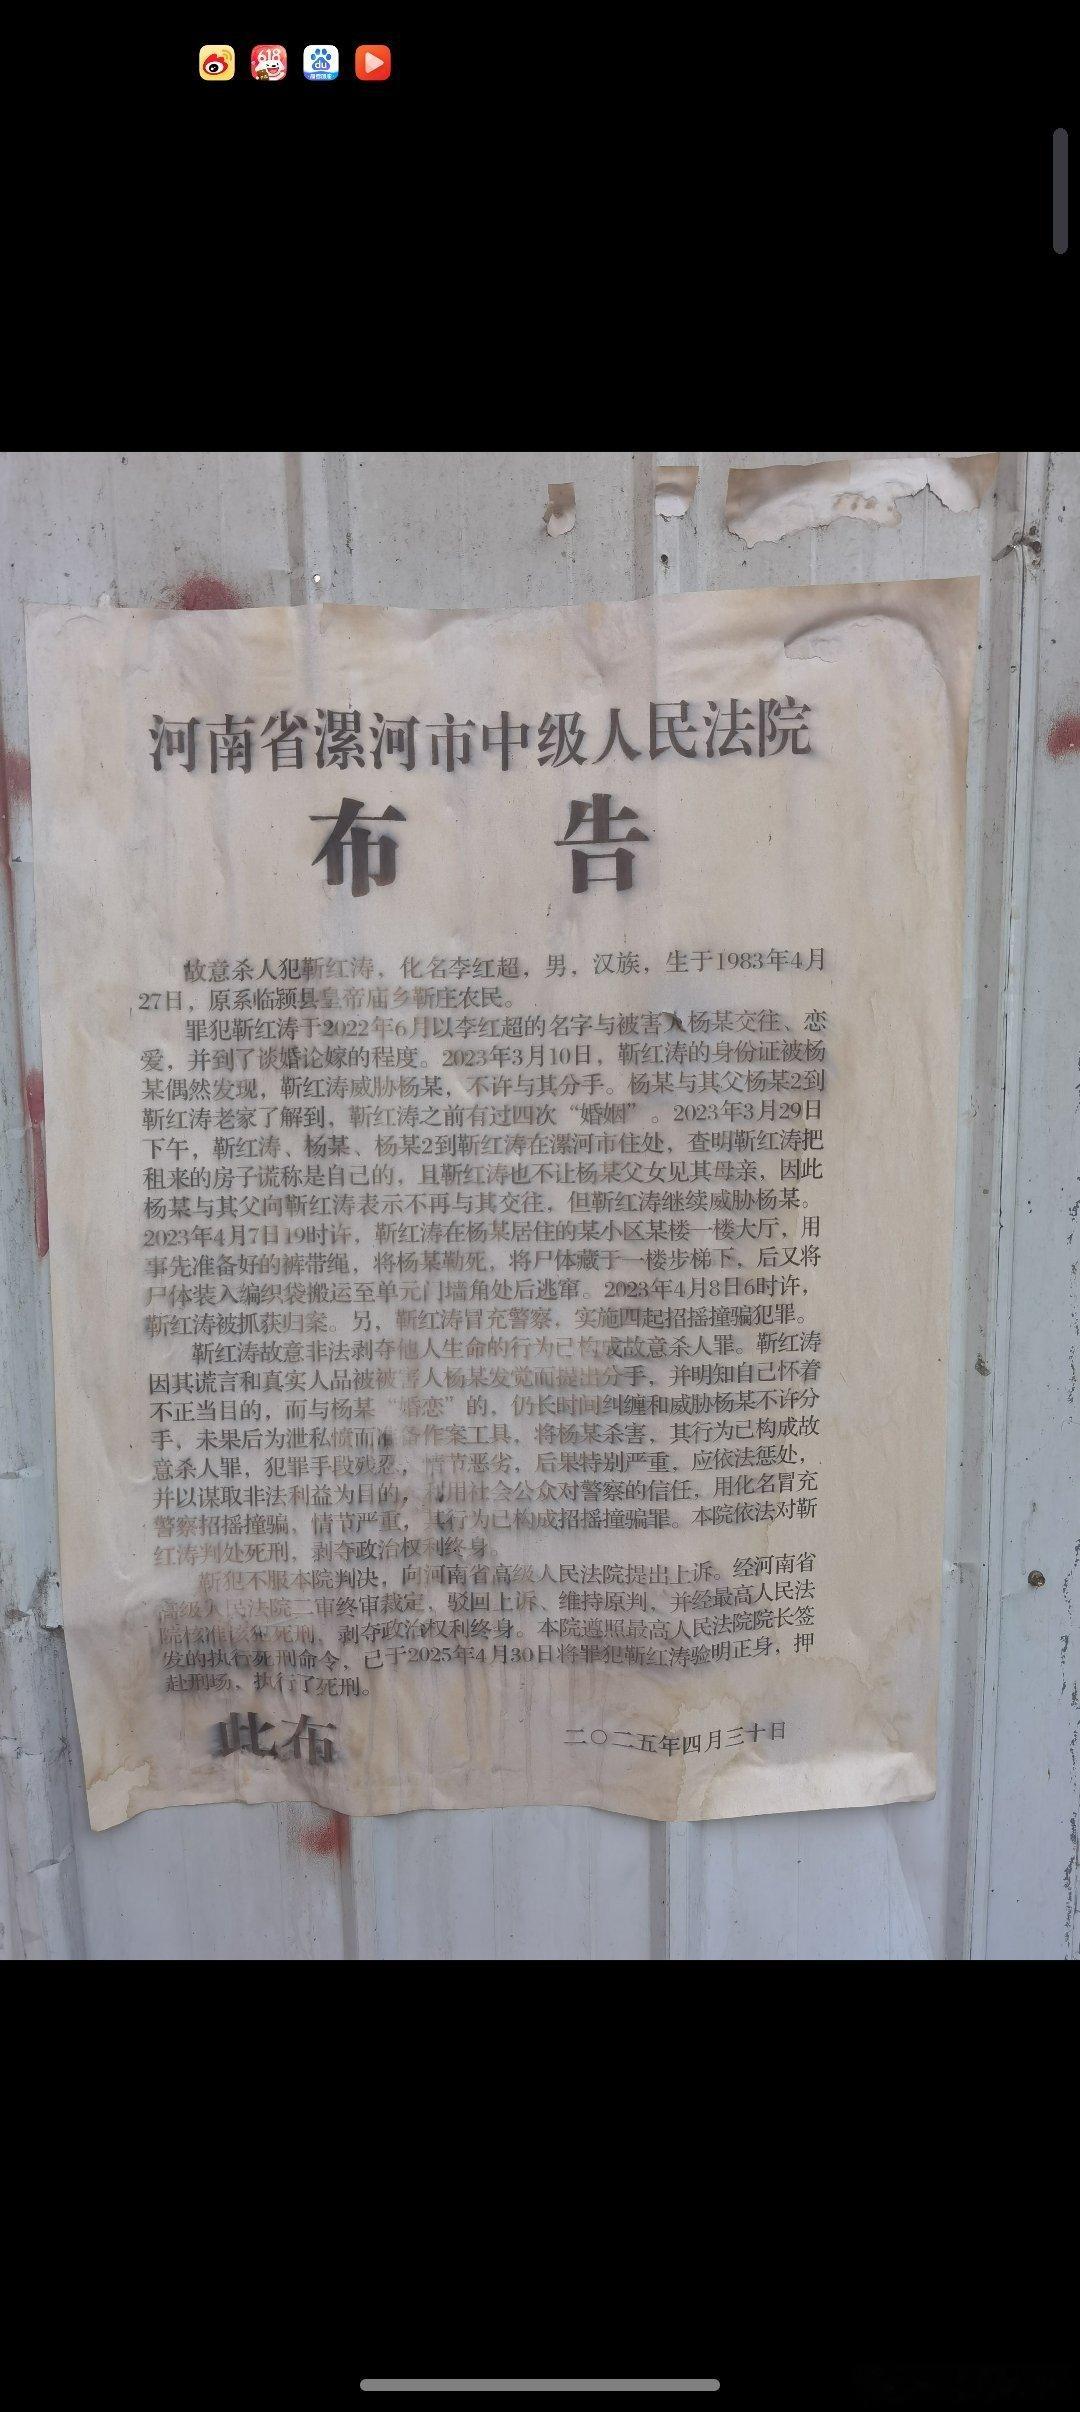 618
du
河南省漯河市中级人民法院
布 告
故意杀人犯靳红涛，化名李红超，男，汉族，生于1983年4月
27日，原系临颍县皇帝庙乡靳庄农民。
罪犯靳红涛于2022年6月以李红超的名字与被害人杨某交往、恋
爱，并到了谈婚论嫁的程度。2023年3月10日，靳红涛的身份证被杨
某偶然发现，靳红涛威胁杨某，不许与其分手。杨某与其父杨某2到
靳红涛老家了解到，靳红涛之前有过四次“婚姻”。2023年3月29日
下午，靳红涛、杨某、杨某2到靳红涛在漯河市住处，查明靳红涛把
租来的房子谎称是自己的，且靳红涛也不让杨某父女见其母亲，因此
杨某与其父向靳红涛表示不再与其交往，但靳红涛继续威胁杨某。
2023年4月7日19时许，靳红涛在杨某居住的某小区某楼一楼大厅，用
事先准备好的裤带绳，将杨某勒死，将尸体藏于一楼步梯下，后又将
尸体装入编织袋搬运至单元门墙角处后逃窜。2023年4月8日6时许，
靳红涛被抓获归案。另，靳红涛冒充警察，实施四起招摇撞骗犯罪。
靳红涛故意非法剥夺他人生命的行为已构成故意杀人罪。靳红涛
因其谎言和真实人品被被害人杨某发觉而提出分手，并明知自己怀着
不正当目的，而与杨某“婚恋”的，仍长时间纠缠和威胁杨某不许分
手，未果后为泄私愤而准备作案工具，将杨某杀害，其行为已构成故
意杀人罪，犯罪手段残忍，情节恶劣，后果特别严重，应依法惩处，
并以谋取非法利益为目的，利用社会公众对警察的信任，用化名冒充
警察招摇撞骗，情节严重，其行为已构成招摇撞骗罪。本院依法对靳
红涛判处死刑，剥夺政治权利终身。
靳犯不服本院判决，向河南省高级人民法院提出上诉。经河南省
高级人民法院二审终审裁定，驳回上诉、维持原判，并经最高人民法
院核准该犯死刑，剥夺政治权利终身。本院遵照最高人民法院院长签
发的执行死刑命令，已于2025年4月30日将罪犯靳红涛验明正身，押
赴刑场，执行了死刑。
此布
二〇二五年四月三十日